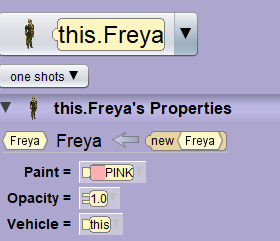 this.Freya
one shots
this.Freya's Properties
Freya Freya new Freya
Paint = PINK
Opacity = 1.0
Vehicle = this